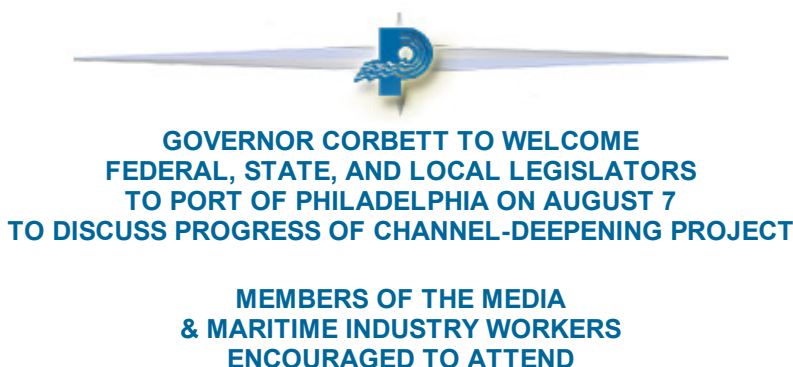 GOVERNOR CORBETT TO WELCOME
FEDERAL, STATE, AND LOCAL LEGISLATORS
TO PORT OF PHILADELPHIA ON AUGUST 7
TO DISCUSS PROGRESS OF CHANNEL-DEEPENING PROJECT
MEMBERS OF THE MEDIA
& MARITIME INDUSTRY WORKERS
ENCOURAGED TO ATTEND